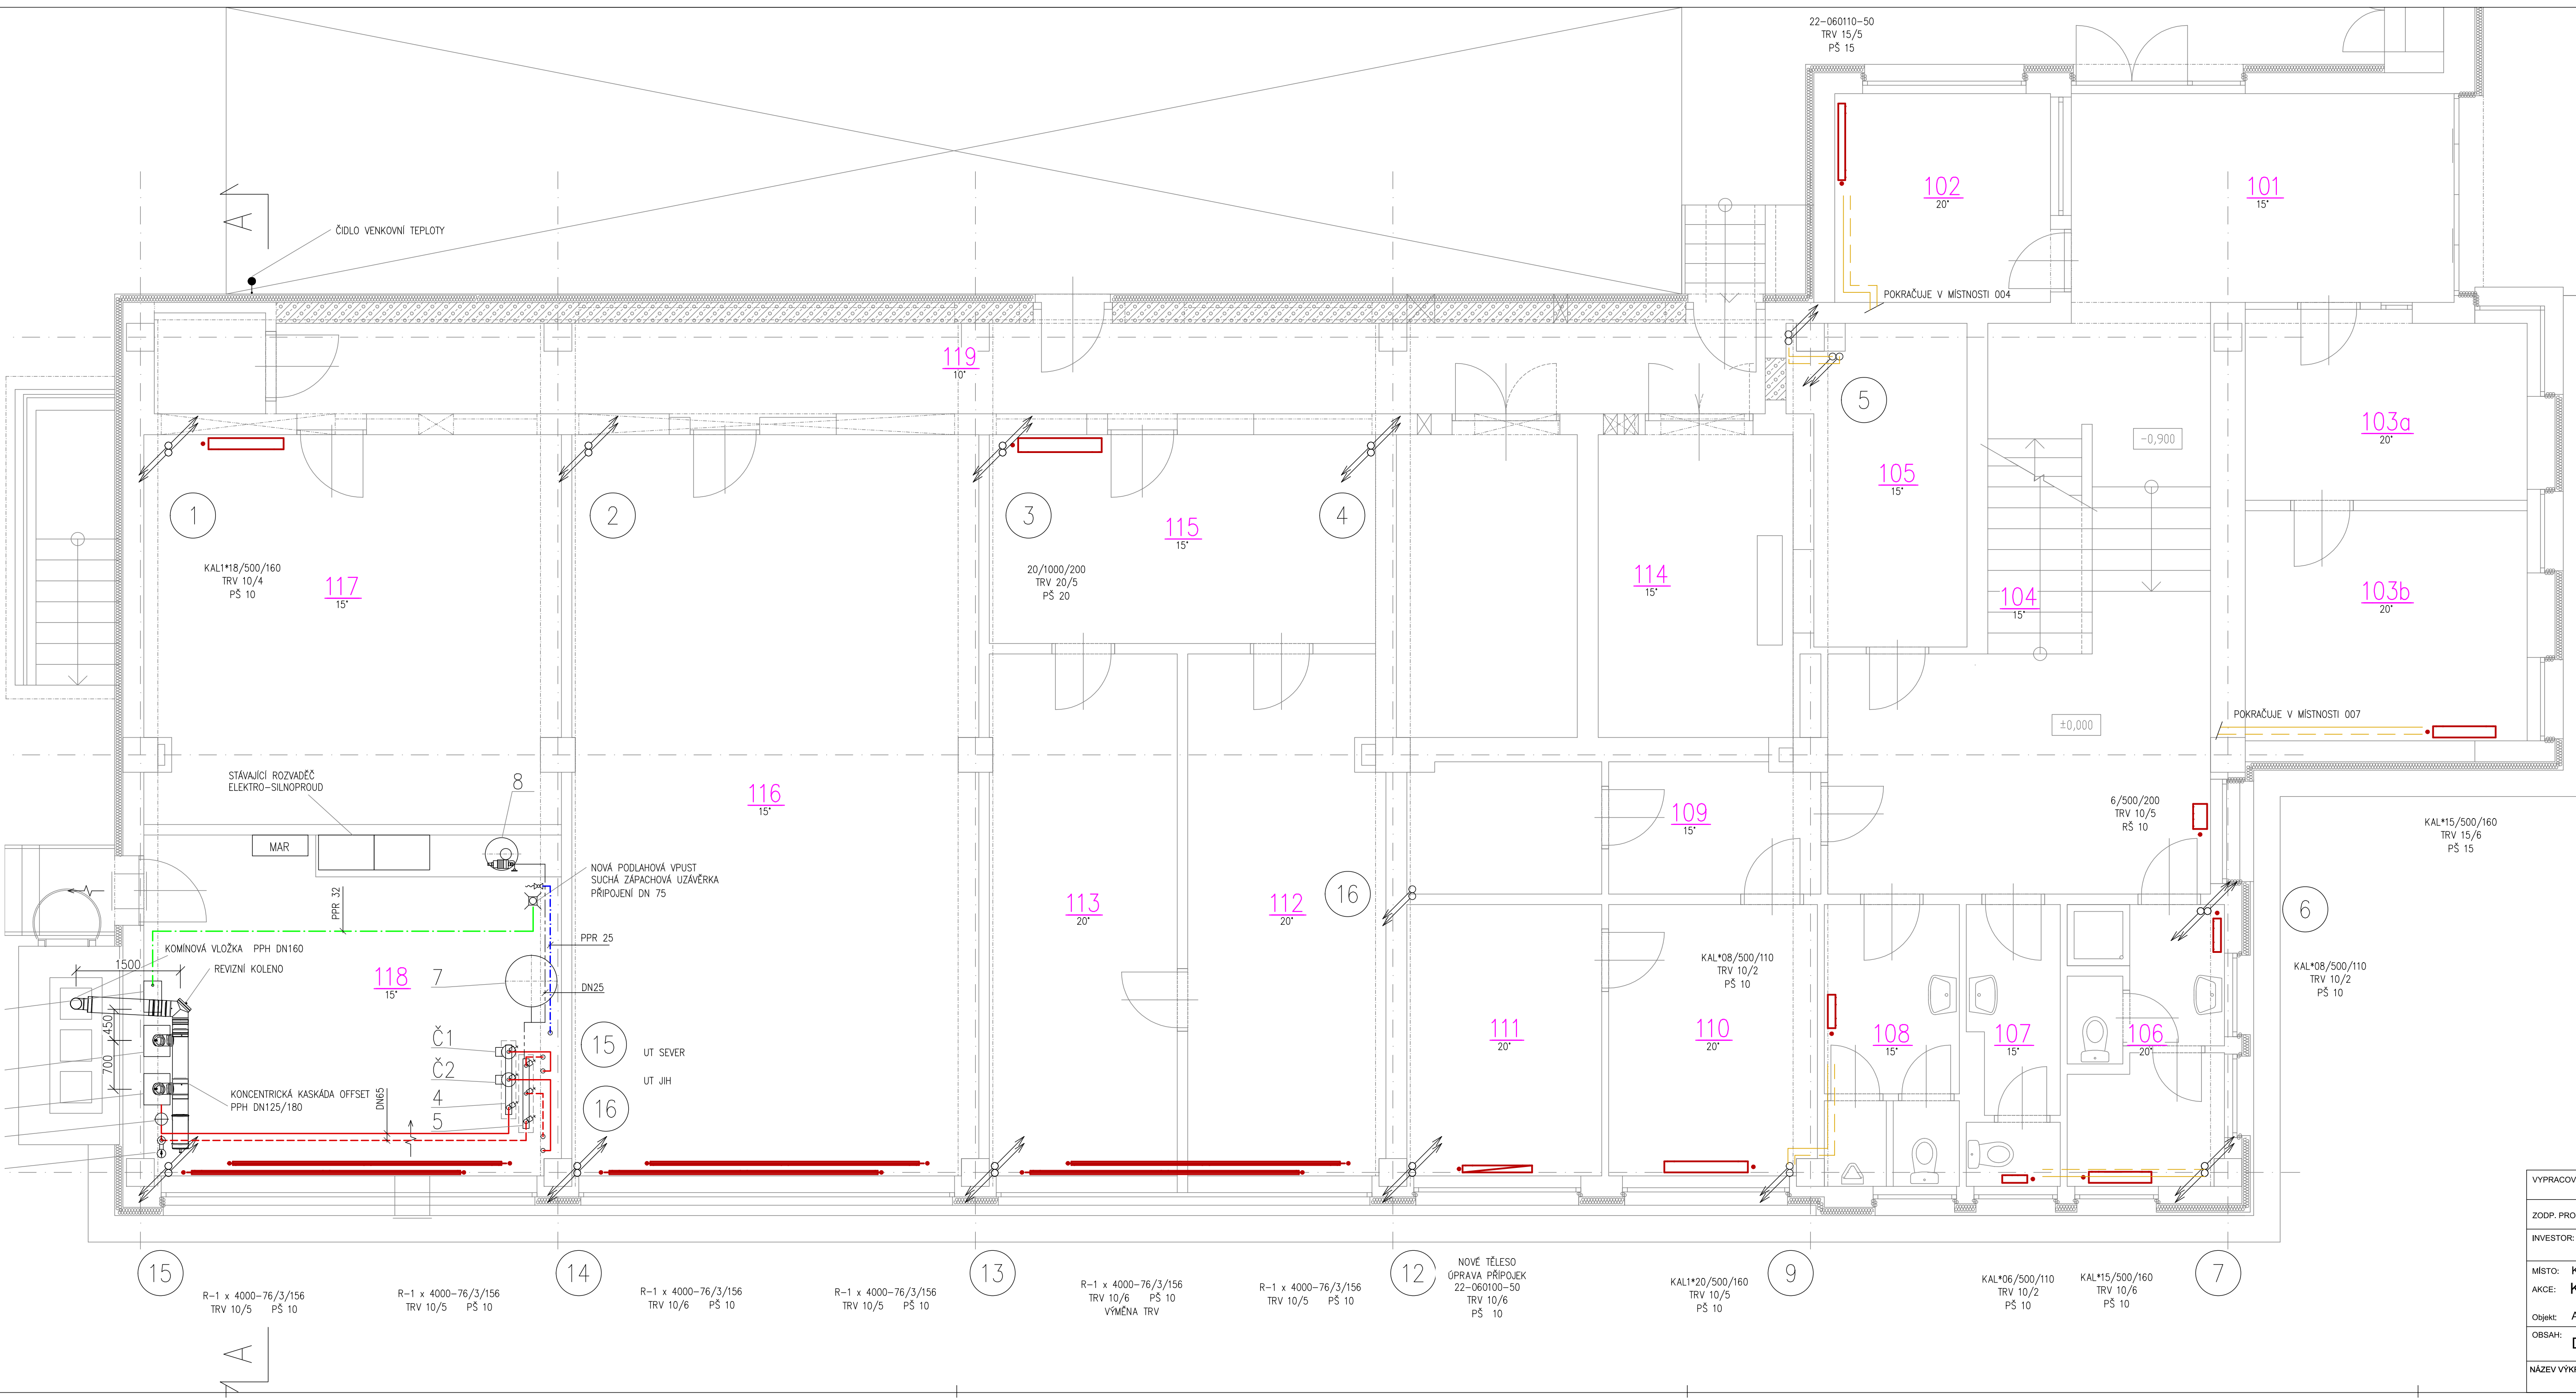 22-060110-50
TRV 15/5
PŠ 15
A
ČIDLO VENKOVNÍ TEPLOTY
102
20°
101
15°
POKRAČUJE V MÍSTNOSTI 004
119
10°
5
103a
20°
-0,900
105
15°
1
2
3
4
115
15°
KAL1*18/500/160
TRV 10/4
PŠ 10
117
15°
20/1000/200
TRV 20/5
PŠ 20
114
15°
104
15°
103b
20°
POKRAČUJE V MÍSTNOSTI 007
±0,000
STÁVAJÍCÍ ROZVADĚČ
ELEKTRO-SILNOPROUD
8
116
15°
6/500/200
TRV 10/5
RŠ 10
109
15°
KAL*15/500/160
TRV 15/6
PŠ 15
MAR
NOVÁ PODLAHOVÁ VPUST
SUCHÁ ZÁPACHOVÁ UZÁVĚRKA
PŘIPOJENÍ DN 75
PPR 32
113
20°
112
20°
16
6
PPR 25
KOMÍNOVÁ VLOŽKA PPH DN160
REVIZNÍ KOLENO
1500
118
15°
7
DN25
KAL*08/500/110
TRV 10/2
PŠ 10
KAL*08/500/110
TRV 10/2
PŠ 10
450
700
Č1
Č2
4
5
15
UT SEVER
UT JIH
16
111
20°
110
20°
108
15°
107
15°
106
20°
KONCENTRICKÁ KASKÁDA OFFSET
PPH DN125/180
DN65
15
14
13
12
9
7
R-1 x 4000-76/3/156
TRV 10/5 PŠ 10
R-1 x 4000-76/3/156
TRV 10/5 PŠ 10
R-1 x 4000-76/3/156
TRV 10/6 PŠ 10
R-1 x 4000-76/3/156
TRV 10/5 PŠ 10
R-1 x 4000-76/3/156
TRV 10/6 PŠ 10
VÝMĚNA TRV
R-1 x 4000-76/3/156
TRV 10/5 PŠ 10
NOVÉ TĚLESO
ÚPRAVA PŘÍPOJEK
22-060100-50
TRV 10/6
PŠ 10
KAL1*20/500/160
TRV 10/5
PŠ 10
KAL*06/500/110
TRV 10/2
PŠ 10
KAL*15/500/160
TRV 10/6
PŠ 10
A
VYPRACOV
ZODP. PRO
INVESTOR:
MÍSTO: K
AKCE: K
Objekt: A
OBSAH:
NÁZEV VÝK